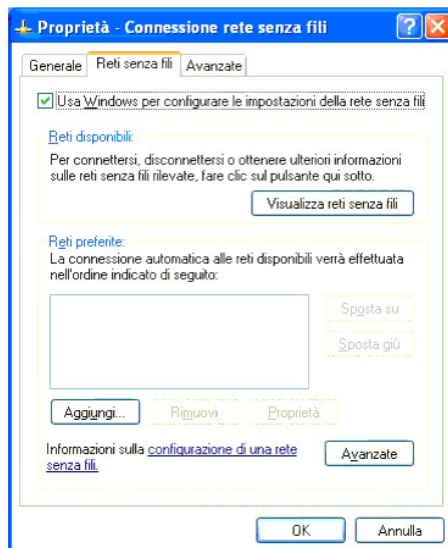 Proprietà - Connessione rete senza fili
Generale
Reti senza fili
Avanzate
Usa Windows per configurare le impostazioni della rete senza fili
Reti disponibili:
Per connettersi, disconnettersi o ottenere ulteriori informazioni
sulle reti senza fili rilevate, fare clic sul pulsante qui sotto.
Visualizza reti senza fili
Reti preferite:
La connessione automatica alle reti disponibili verrà effettuata
nell'ordine indicato di seguito:
Sposta su
Sposta giù
Aggiungi...
Rimuovi
Proprietà
Informazioni sulla configurazione di una rete
senza fili.
Avanzate
OK
Annulla